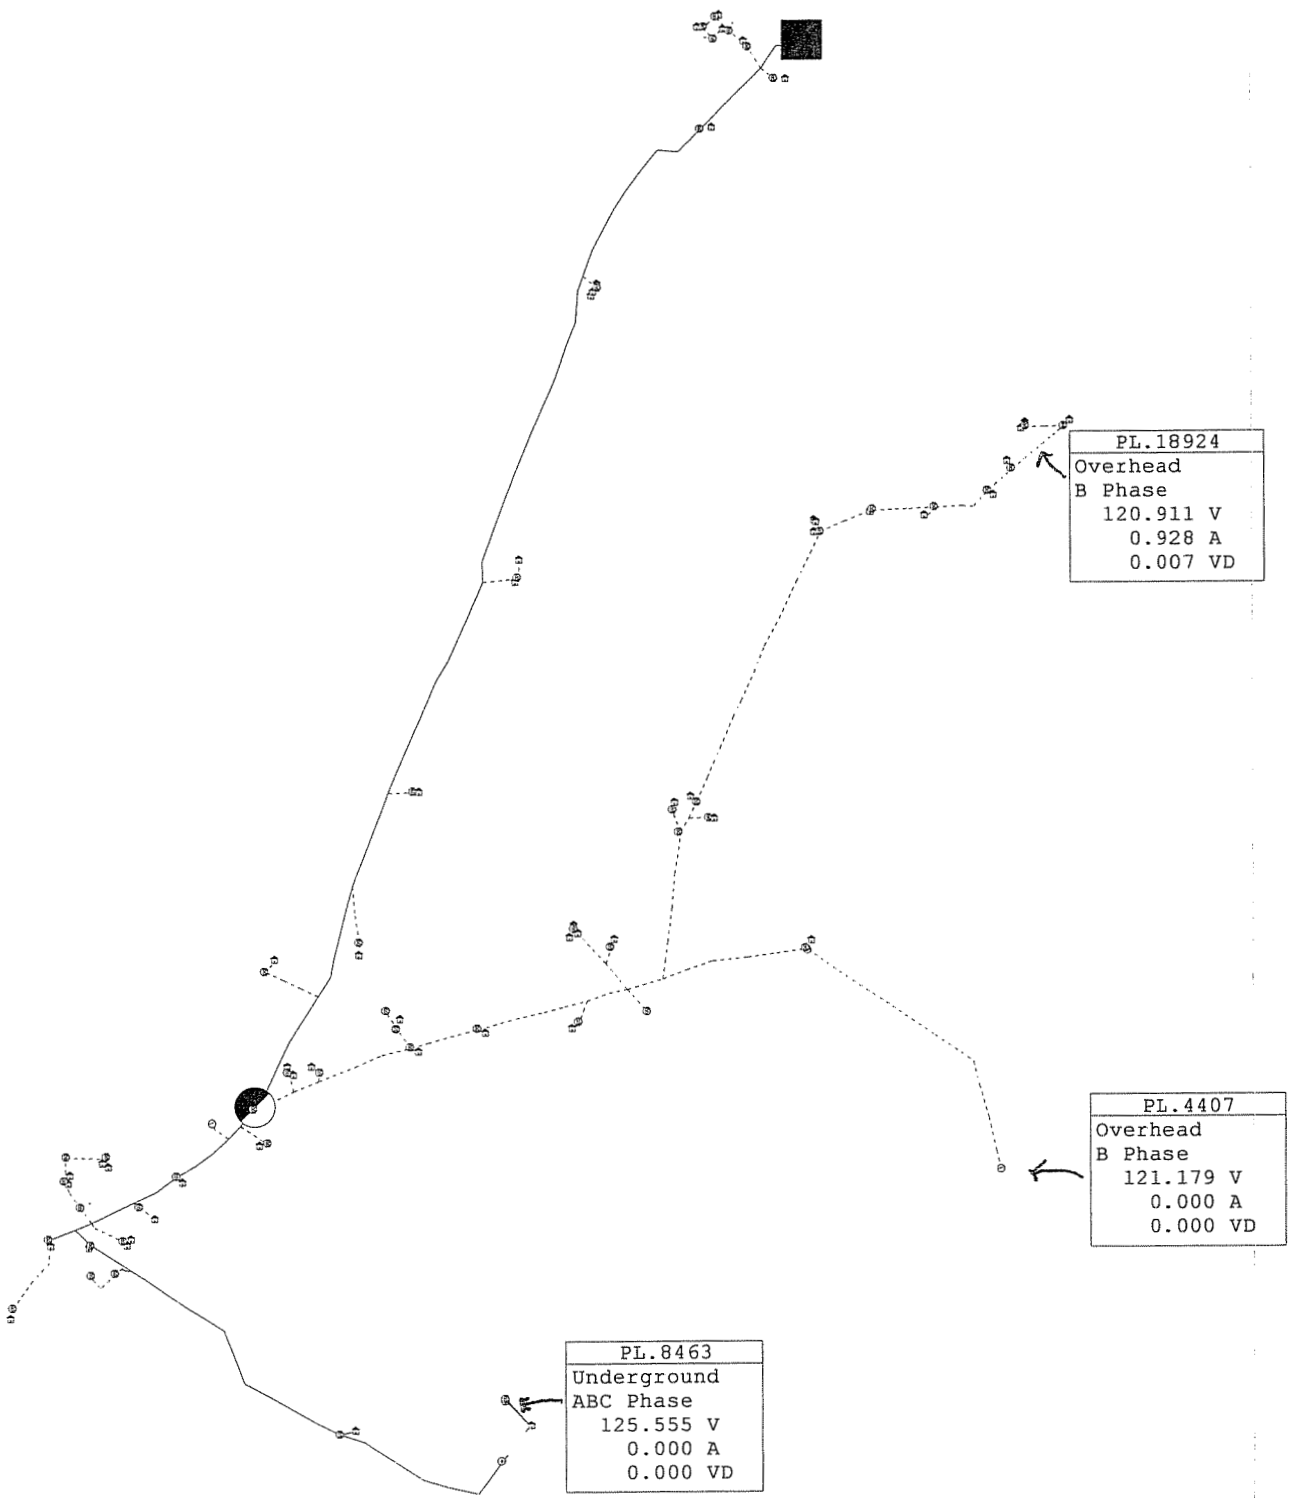 PL.18924
Overhead
B Phase
120.911 V
0.928 A
0.007 VD
PL.4407
Overhead
B Phase
121.179 V
0.000 A
0.000 VD
PL.8463
Underground
ABC Phase
125.555 V
0.000 A
0.000 VD